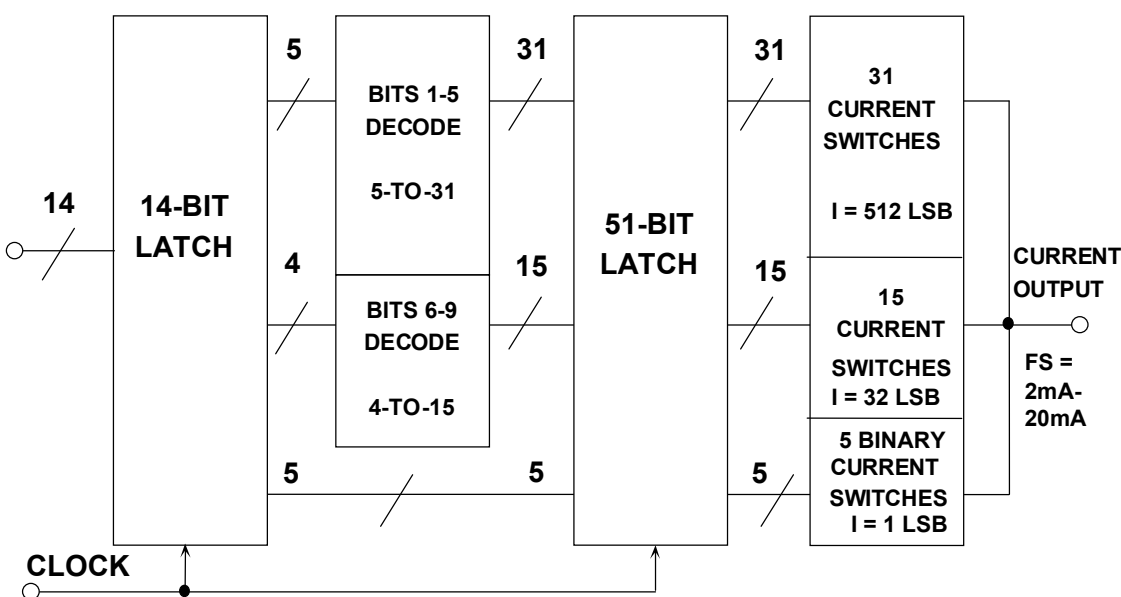 14
14-BIT
LATCH
5
BITS 1-5
DECODE
5-TO-31
4
BITS 6-9
DECODE
4-TO-15
5
31
15
5
51-BIT
LATCH
31
15
5
31
CURRENT
SWITCHES
I = 512 LSB
15
CURRENT
SWITCHES
I = 32 LSB
5 BINARY
CURRENT
SWITCHES
I = 1 LSB
CURRENT
OUTPUT
FS =
2mA-
20mA
CLOCK